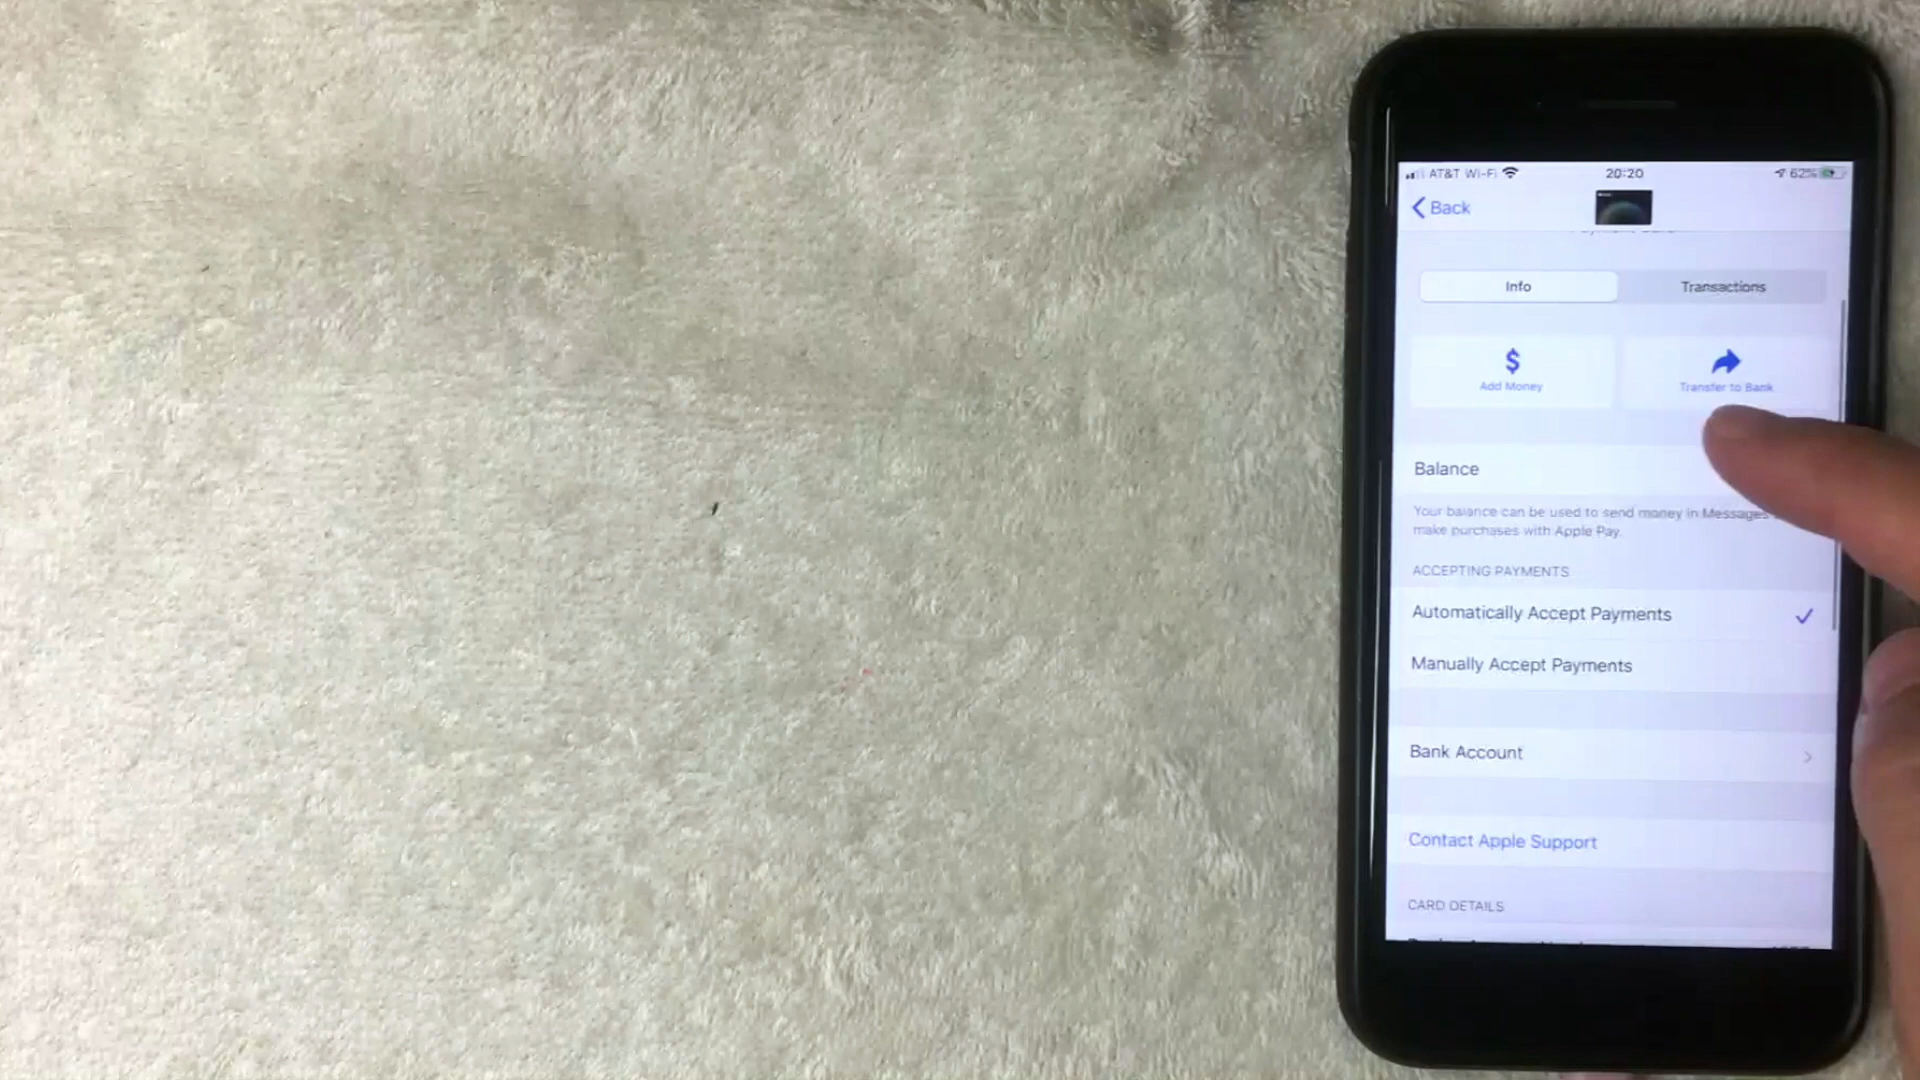 AT&T Wi-Fi 20:20 62%
Back
Info Transactions
Add Money Transfer to Bank
Balance
Your balance can be used to send money in Messages
make purchases with Apple Pay.
ACCEPTING PAYMENTS
Automatically Accept Payments
Manually Accept Payments
Bank Account
Contact Apple Support
CARD DETAILS